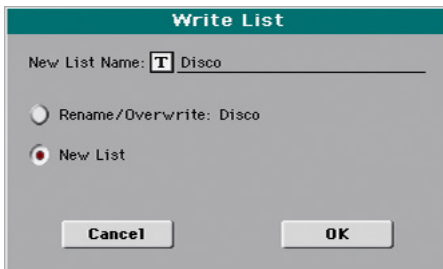 Write List
New List Name: T Disco
Rename/Overwrite: Disco
New List
Cancel OK